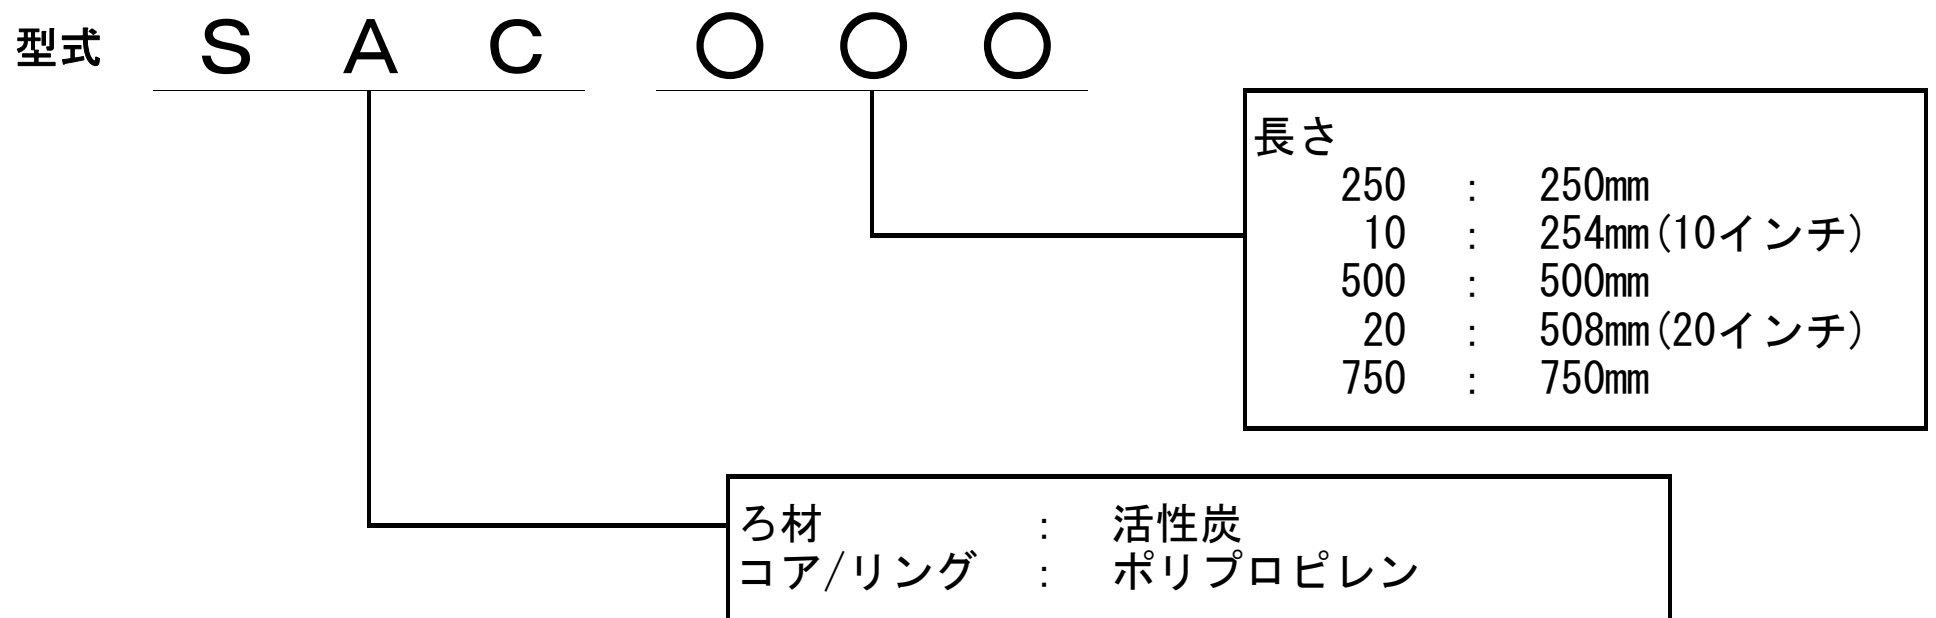 型式 SAC ○○○
長さ
250 : 250mm
10 : 254mm(10インチ)
500 : 500mm
20 : 508mm(20インチ)
750 : 750mm
ろ材 : 活性炭
コア/リング : ポリプロピレン